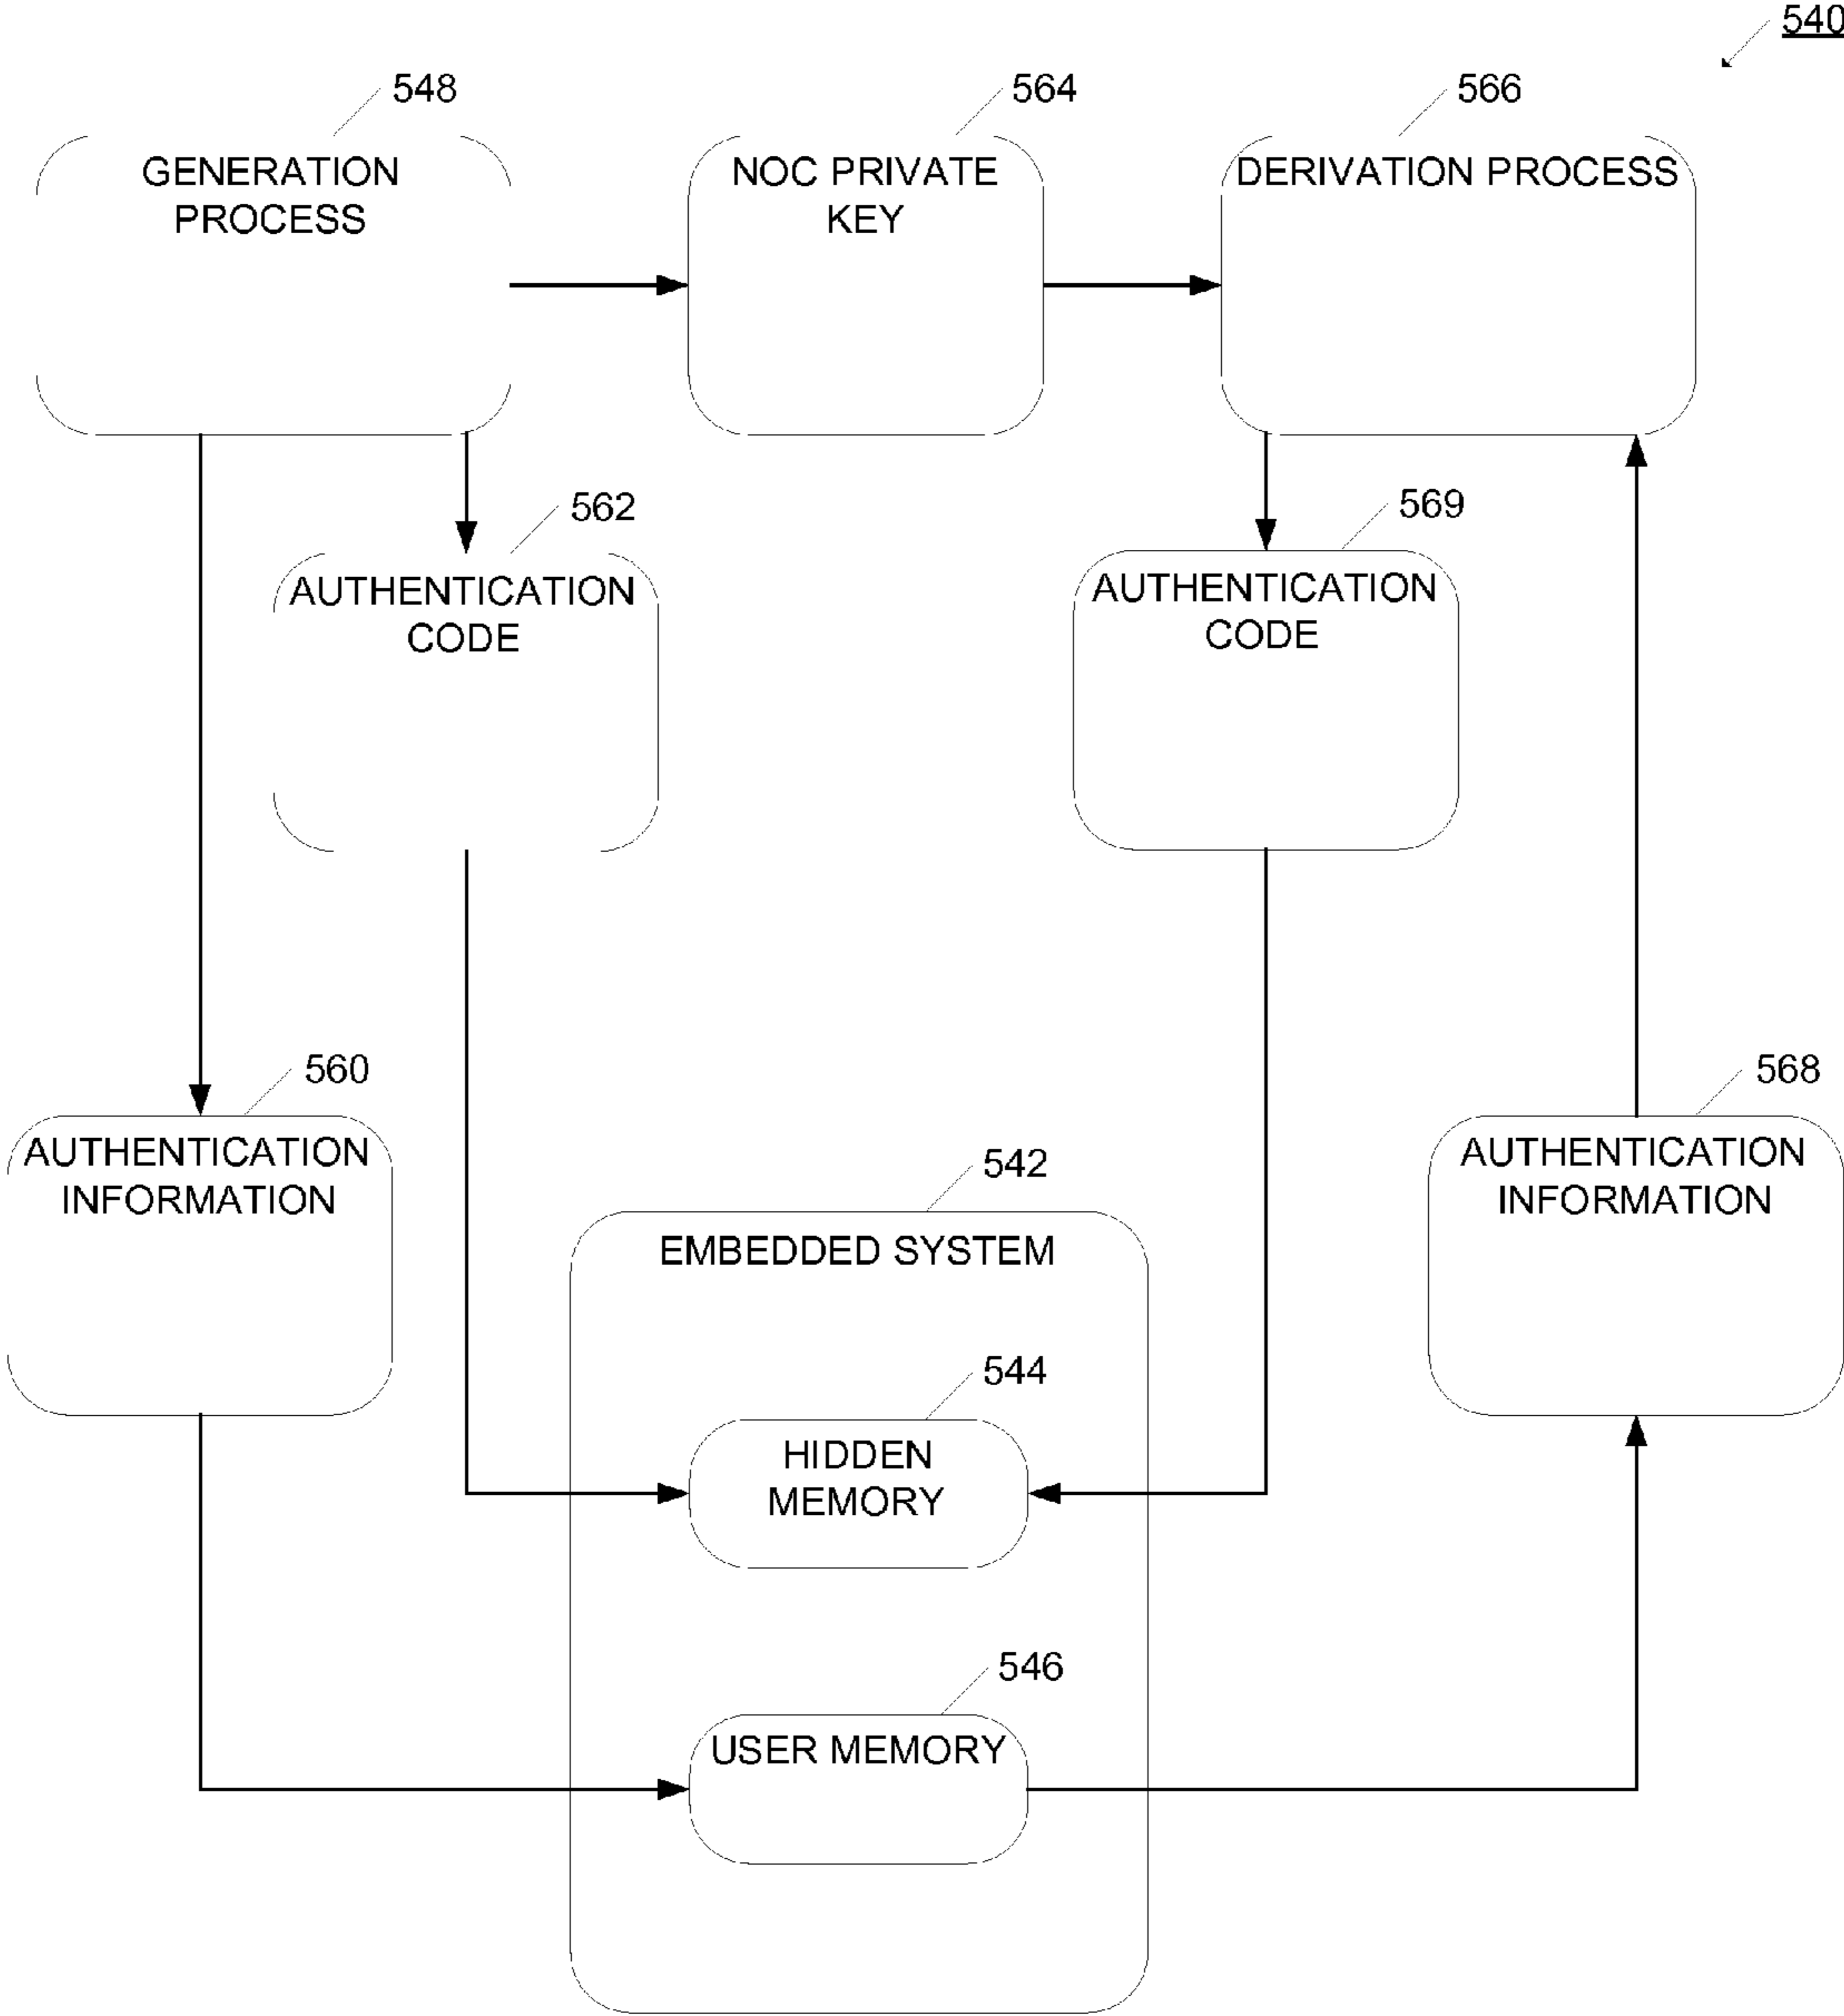 540
548
GENERATION
PROCESS
564
NOC PRIVATE
KEY
566
DERIVATION PROCESS
562
AUTHENTICATION
CODE
569
AUTHENTICATION
CODE
560
AUTHENTICATION
INFORMATION
568
AUTHENTICATION
INFORMATION
542
EMBEDDED SYSTEM
544
HIDDEN
MEMORY
546
USER MEMORY